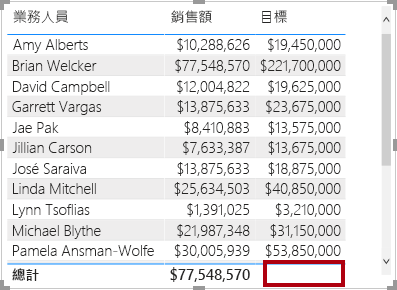 業務人員 銷售額 目標
Amy Alberts $10,288,626 $19,450,000
Brian Welcker $77,548,570 $221,700,000
David Campbell $12,004,822 $19,625,000
Garrett Vargas $13,875,633 $23,675,000
Jae Pak $8,410,883 $13,575,000
Jillian Carson $7,633,387 $13,675,000
José Saraiva $13,875,633 $18,875,000
Linda Mitchell $25,634,503 $40,850,000
Lynn Tsoflias $1,391,025 $3,210,000
Michael Blythe $21,987,348 $31,150,000
Pamela Ansman-Wolfe $30,005,939 $53,850,000
總計 $77,548,570